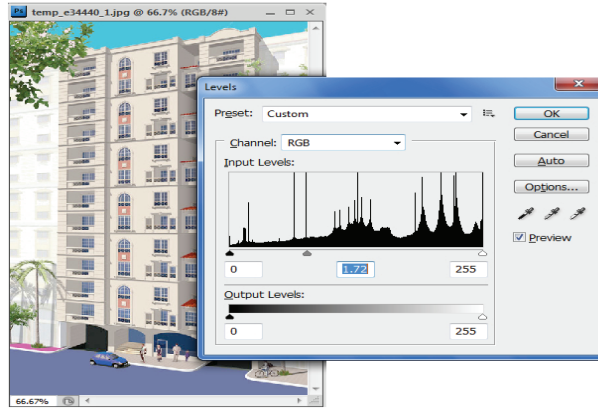 Ps temp_e34440_1.jpg @ 66.7% (RGB/8#)
Levels
Preset: Custom
OK
Channel: RGB
Cancel
Input Levels:
Auto
Options...
Preview
0 1.72 255
Output Levels:
0 255
66.67%